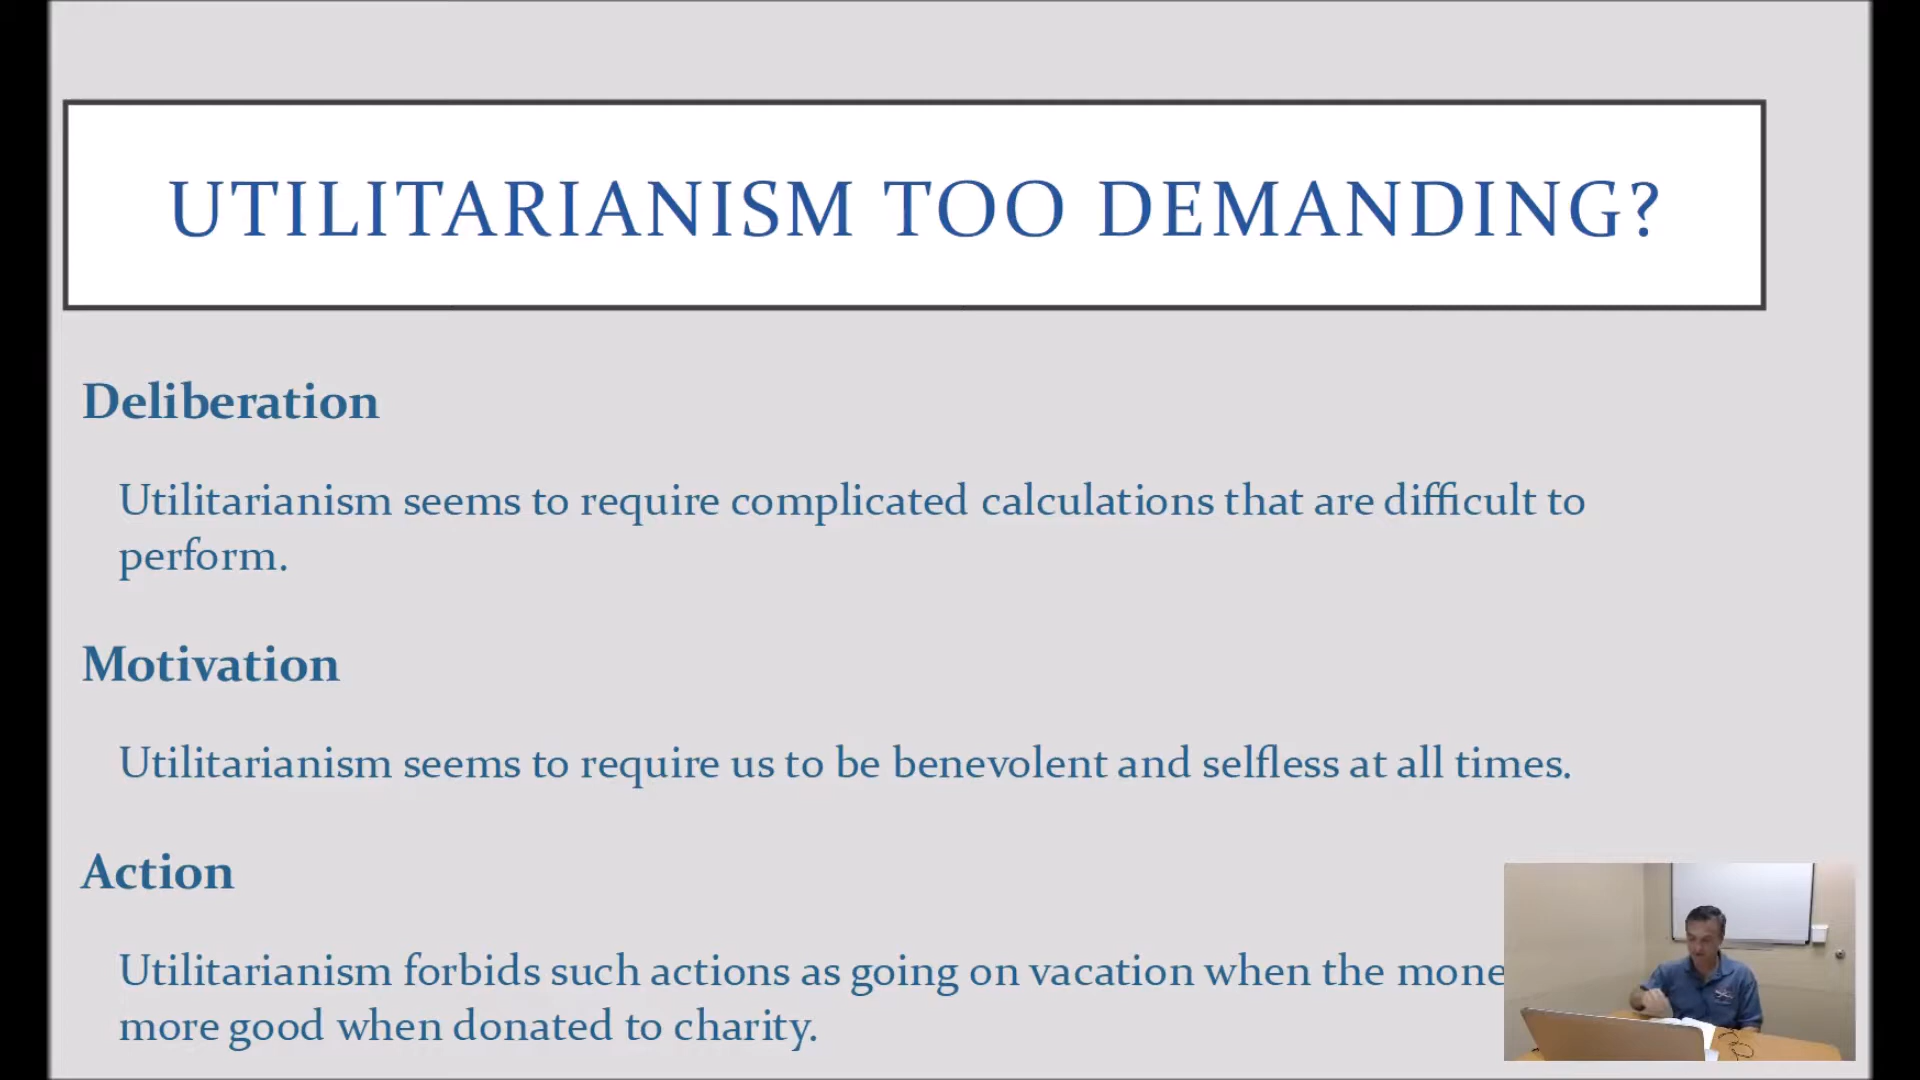 UTILITARIANISM TOO DEMANDING?
Deliberation
Utilitarianism seems to require complicated calculations that are difficult to
perform.
Motivation
Utilitarianism seems to require us to be benevolent and selfless at all times.
Action
Utilitarianism forbids such actions as going on vacation when the mone
more good when donated to charity.